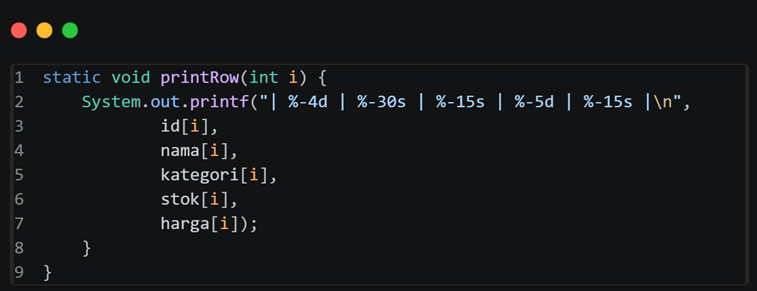 1 static void printRow(int i) {
2     System.out.printf("| %-4d | %-30s | %-15s | %-5d | %-15s |\n",
3             id[i],
4             nama[i],
5             kategori[i],
6             stok[i],
7             harga[i]);
8     }
9 }